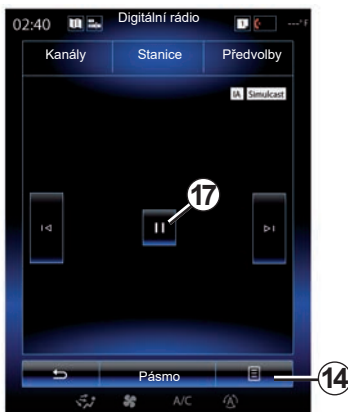 02:40 Digitální rádio ---°F
Kanály Stanice Předvolby
IA Simulcast
17
Pásmo
14
A/C